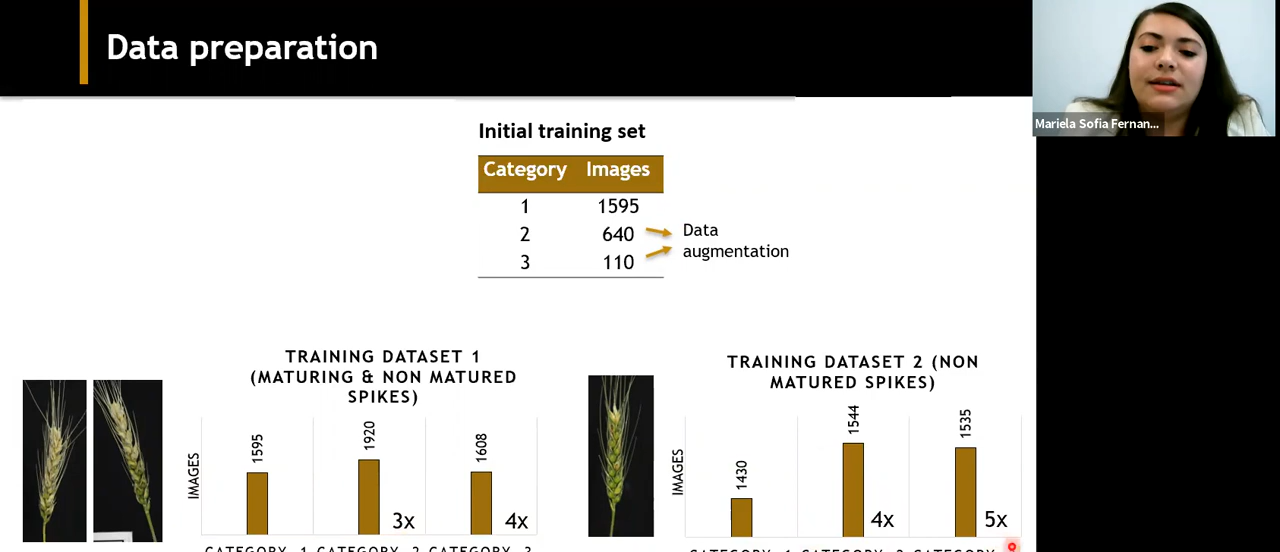 Data preparation
Mariela Sofia Fernan...
Initial training set
Category Images
1 1595
2 640
3 110
Data
augmentation
TRAINING DATASET 1
(MATURING & NON MATURED
SPIKES)
IMAGES
1595
1920
1608
3x
4x
CATEGORY 1 CATEGORY 2 CATEGORY 3
TRAINING DATASET 2 (NON
MATURED SPIKES)
IMAGES
1430
1544
1535
4x
5x
CATEGORY 1 CATEGORY 2 CATEGORY